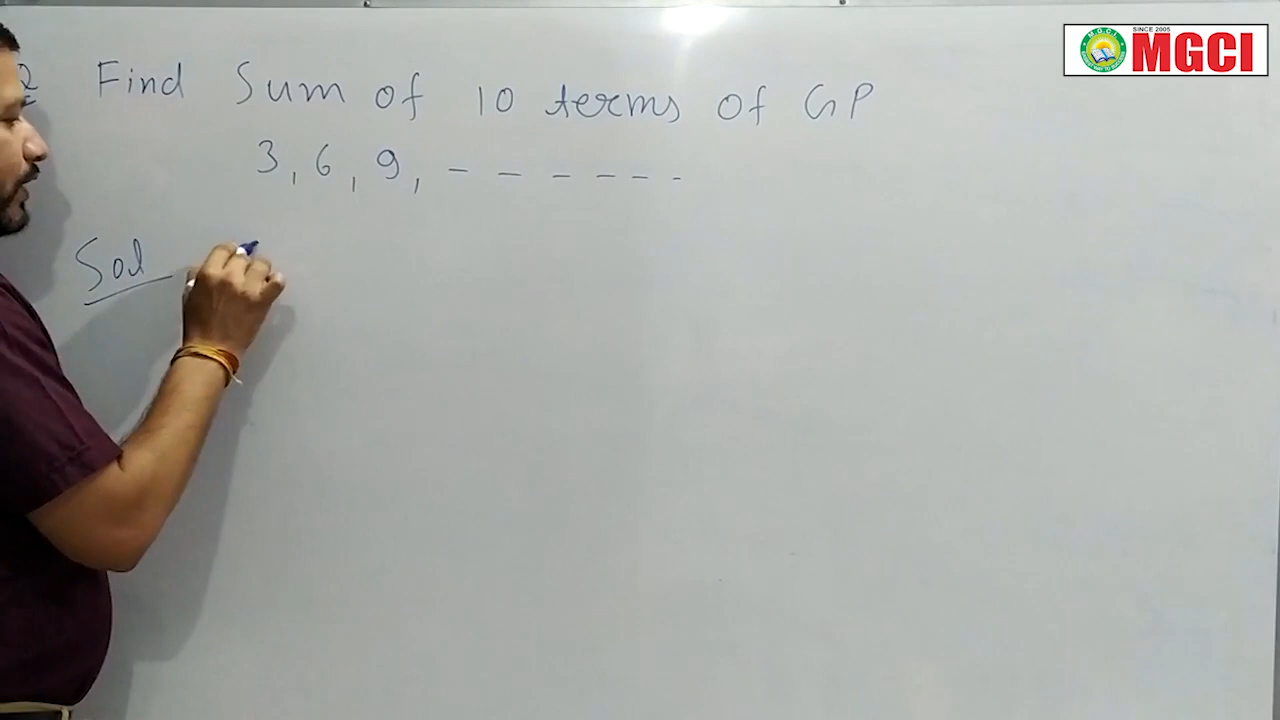 Q Find Sum of 10 terms of GP
3, 6, 9, - - - - - - -
Sol
SINCE 2005
MGCI